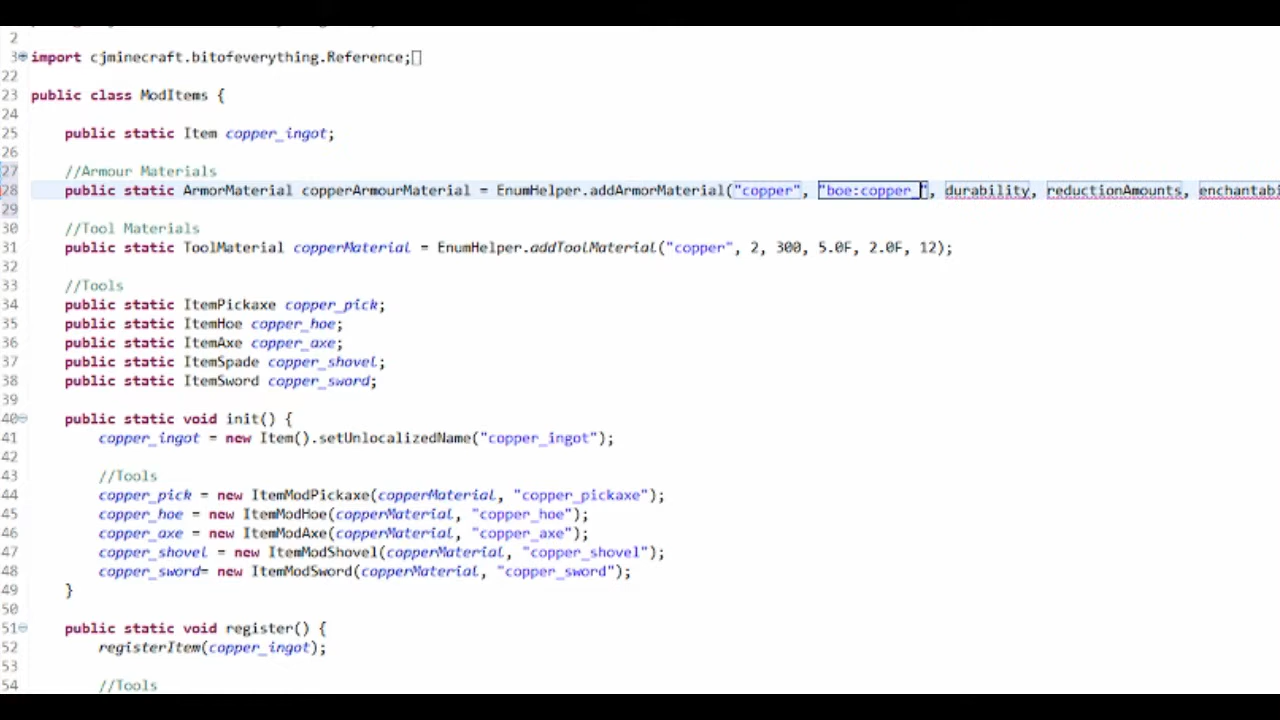 2
3 import cjminecraft.bitofeverything.Reference;
22
23 public class ModItems {
24
25 public static Item copper_ingot;
26
27 //Armour Materials
28 public static ArmorMaterial copperArmourMaterial = EnumHelper.addArmorMaterial("copper", "boe:copper_", durability, reductionAmounts, enchantabi
29
30 //Tool Materials
31 public static ToolMaterial copperMaterial = EnumHelper.addToolMaterial("copper", 2, 300, 5.0F, 2.0F, 12);
32
33 //Tools
34 public static ItemPickaxe copper_pick;
35 public static ItemHoe copper_hoe;
36 public static ItemAxe copper_axe;
37 public static ItemSpade copper_shovel;
38 public static ItemSword copper_sword;
39
40 public static void init() {
41 copper_ingot = new Item().setUnlocalizedName("copper_ingot");
42
43 //Tools
44 copper_pick = new ItemModPickaxe(copperMaterial, "copper_pickaxe");
45 copper_hoe = new ItemModHoe(copperMaterial, "copper_hoe");
46 copper_axe = new ItemModAxe(copperMaterial, "copper_axe");
47 copper_shovel = new ItemModShovel(copperMaterial, "copper_shovel");
48 copper_sword= new ItemModSword(copperMaterial, "copper_sword");
49 }
50
51 public static void register() {
52 registerItem(copper_ingot);
53
54 //Tools